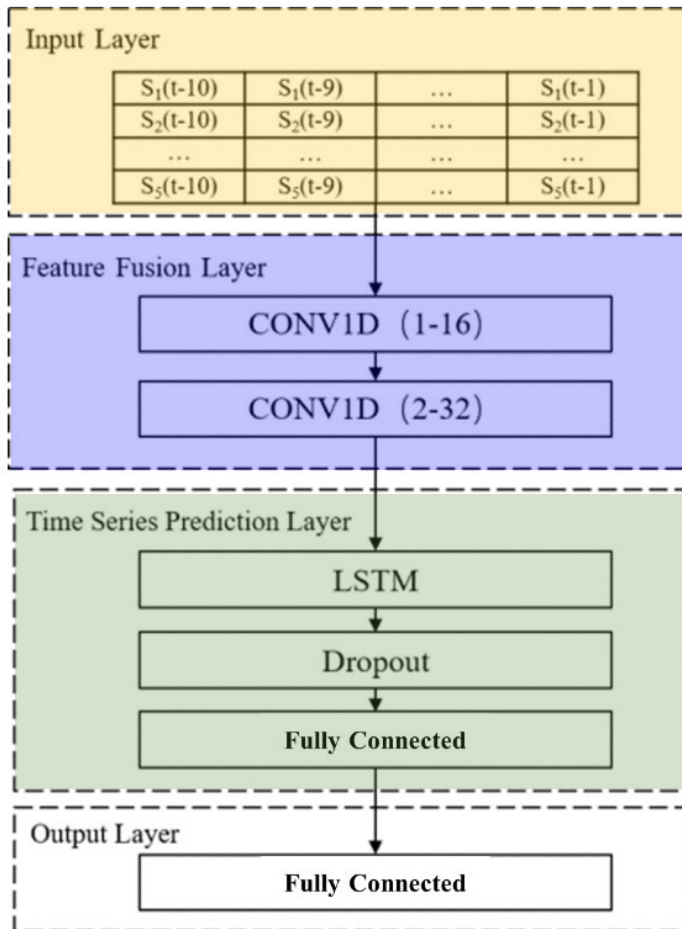 Input Layer
S₁(t-10) S₁(t-9) … S₁(t-1)
S₂(t-10) S₂(t-9) … S₂(t-1)
… … … …
S₅(t-10) S₅(t-9) … S₅(t-1)
Feature Fusion Layer
CONV1D (1-16)
CONV1D (2-32)
Time Series Prediction Layer
LSTM
Dropout
Fully Connected
Output Layer
Fully Connected